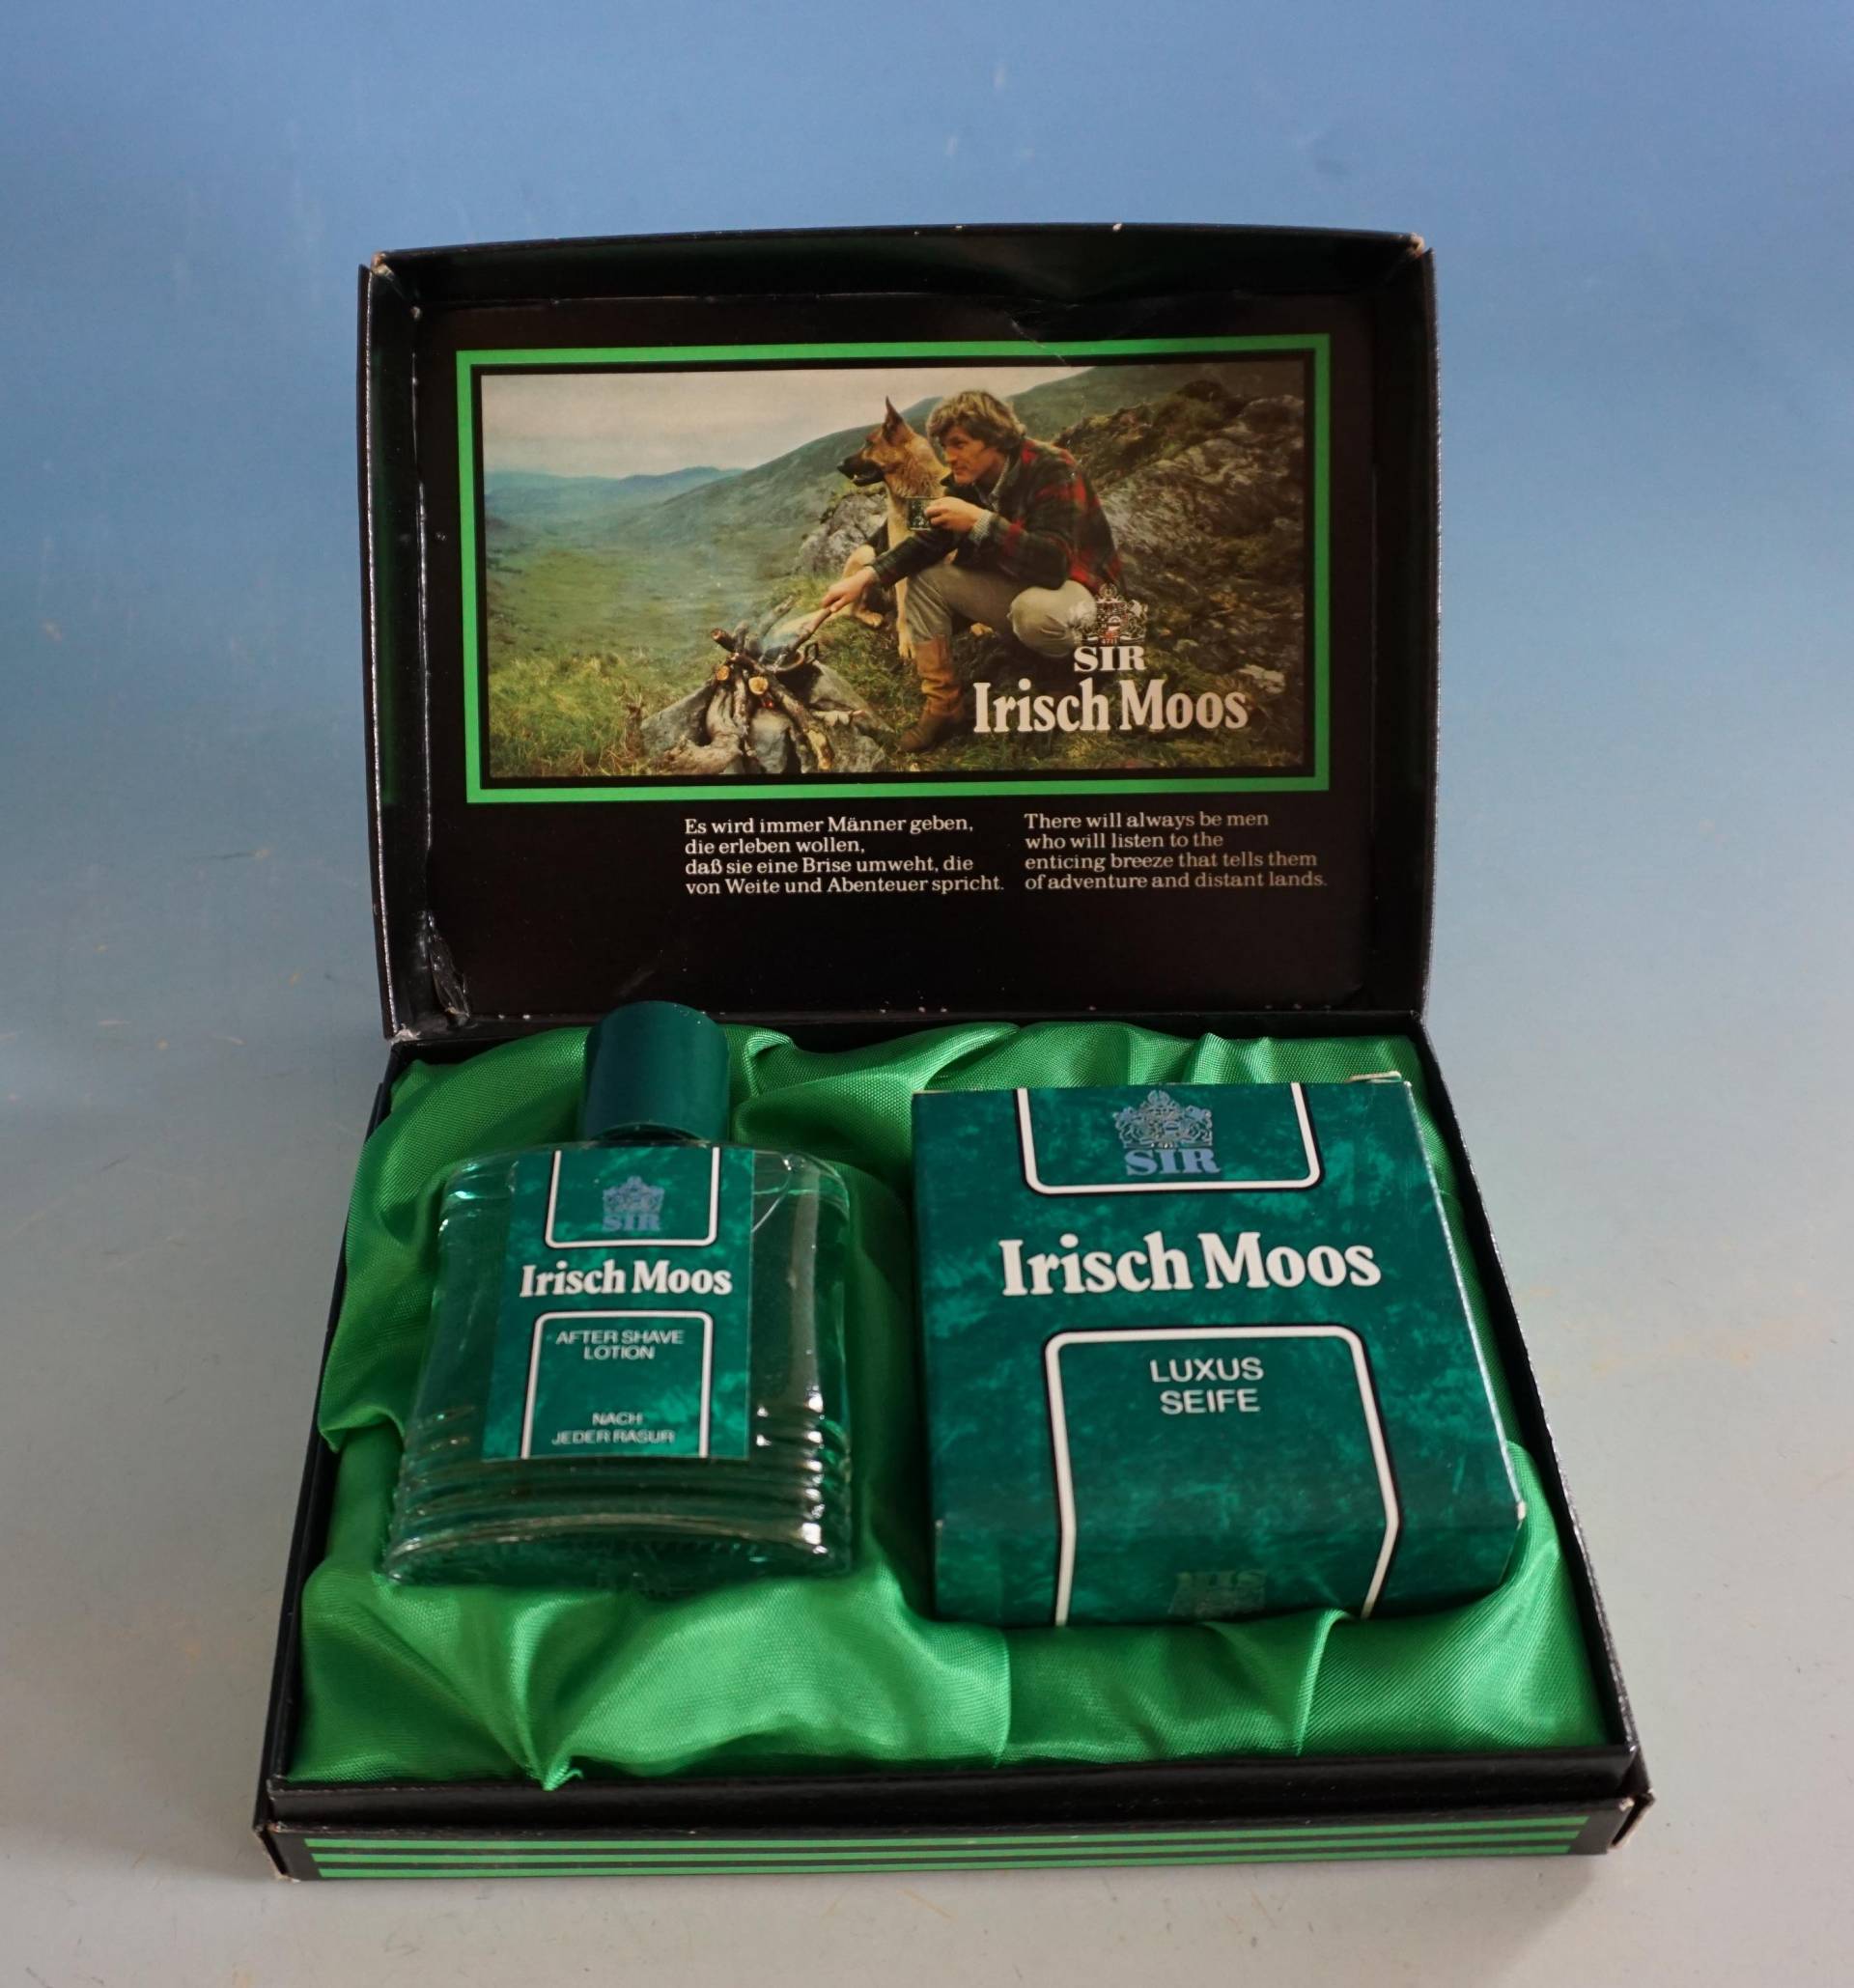 SIR
Irisch Moos
Es wird immer Männer geben,
die erleben wollen,
daß sie eine Brise umweht, die
von Weite und Abenteuer spricht.
There will always be men
who will listen to the
enticing breeze that tells them
of adventure and distant lands.
SIR
Irisch Moos
AFTER SHAVE
LOTION
NACH
JEDER RASUR
SIR
Irisch Moos
LUXUS
SEIFE